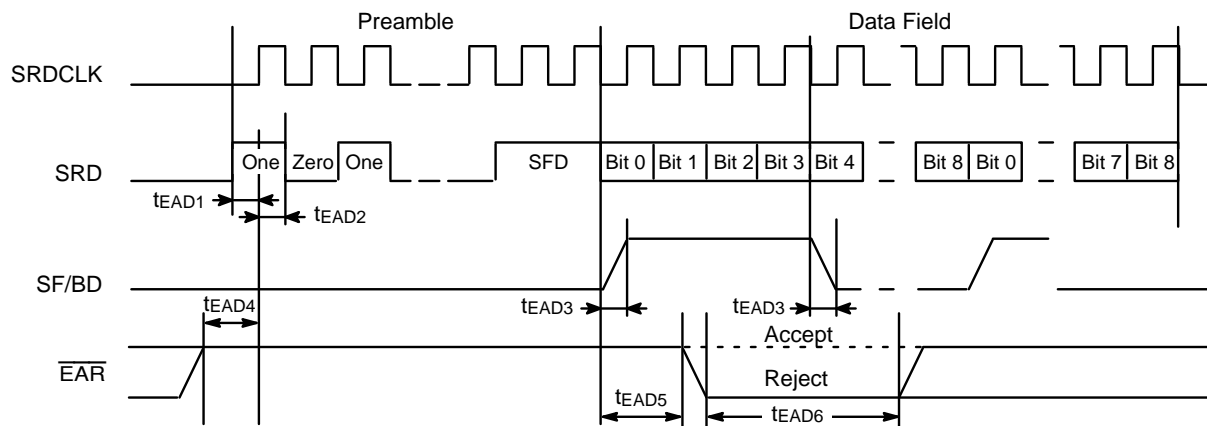 Preamble Data Field
SRDCLK
SRD One Zero One SFD Bit 0 Bit 1 Bit 2 Bit 3 Bit 4 Bit 8 Bit 0 Bit 7 Bit 8
tEAD1 tEAD2
SF/BD
tEAD4 tEAD3 tEAD3
Accept
EAR
Reject
tEAD5 tEAD6